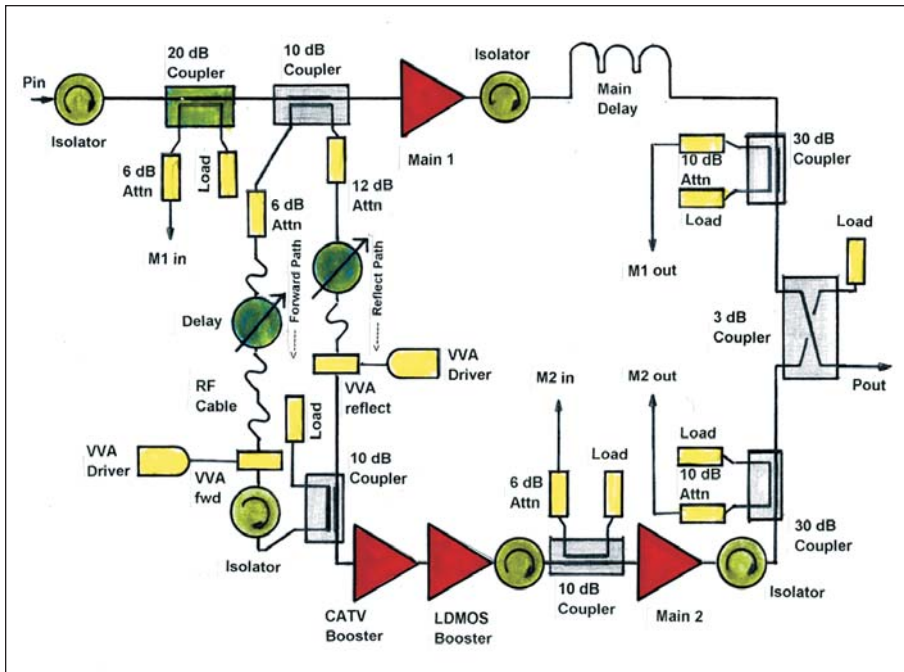 20 dB
Coupler
10 dB
Coupler
Isolator
Pin
Main
Delay
Isolator
6 dB
Attn
Load
Main 1
30 dB
Coupler
10 dB
Attn
Load
6 dB
Attn
12 dB
Attn
M1 in
M1 out
Load
Forward Path
Reflect Path
Delay
3 dB
Coupler
RF
Cable
VVA
reflect
VVA
Driver
M2 in
M2 out
Pout
Load
VVA
Driver
VVA
fwd
10 dB
Coupler
6 dB
Attn
Load
Load
10 dB
Attn
Isolator
30 dB
Coupler
10 dB
Coupler
Main 2
Isolator
CATV
Booster
LDMOS
Booster